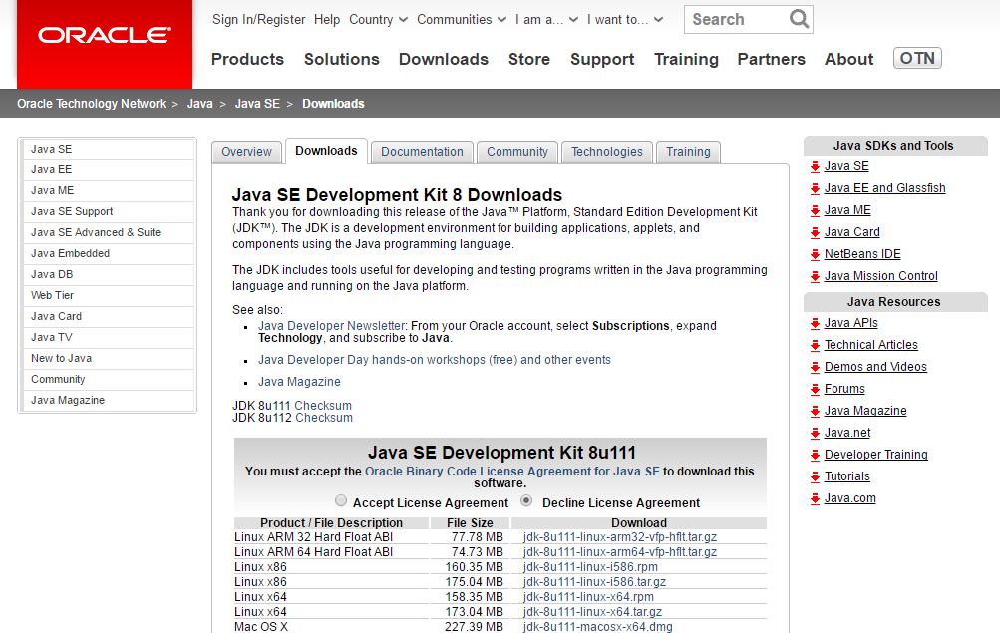 ORACLE
Sign In/Register Help Country Communities I am a... I want to... Search
Products Solutions Downloads Store Support Training Partners About OTN
Oracle Technology Network > Java > Java SE > Downloads
Java SE
Java EE
Java ME
Java SE Support
Java SE Advanced & Suite
Java Embedded
Java DB
Web Tier
Java Card
Java TV
New to Java
Community
Java Magazine
Overview Downloads Documentation Community Technologies Training
Java SE Development Kit 8 Downloads
Thank you for downloading this release of the Java™ Platform, Standard Edition Development Kit
(JDK™). The JDK is a development environment for building applications, applets, and
components using the Java programming language.
The JDK includes tools useful for developing and testing programs written in the Java programming
language and running on the Java platform.
See also:
Java Developer Newsletter: From your Oracle account, select Subscriptions, expand
Technology, and subscribe to Java.
Java Developer Day hands-on workshops (free) and other events
Java Magazine
JDK 8u111 Checksum
JDK 8u112 Checksum
Java SE Development Kit 8u111
You must accept the Oracle Binary Code License Agreement for Java SE to download this
software.
Accept License Agreement Decline License Agreement
Product / File Description File Size Download
Linux ARM 32 Hard Float ABI 77.78 MB jdk-8u111-linux-arm32-vfp-hflt.tar.gz
Linux ARM 64 Hard Float ABI 74.73 MB jdk-8u111-linux-arm64-vfp-hflt.tar.gz
Linux x86 160.35 MB jdk-8u111-linux-i586.rpm
Linux x86 175.04 MB jdk-8u111-linux-i586.tar.gz
Linux x64 158.35 MB jdk-8u111-linux-x64.rpm
Linux x64 173.04 MB jdk-8u111-linux-x64.tar.gz
Mac OS X 227.39 MB jdk-8u111-macosx-x64.dmg
Java SDKs and Tools
Java SE
Java EE and Glassfish
Java ME
Java Card
NetBeans IDE
Java Mission Control
Java Resources
Java APIs
Technical Articles
Demos and Videos
Forums
Java Magazine
Java.net
Developer Training
Tutorials
Java.com